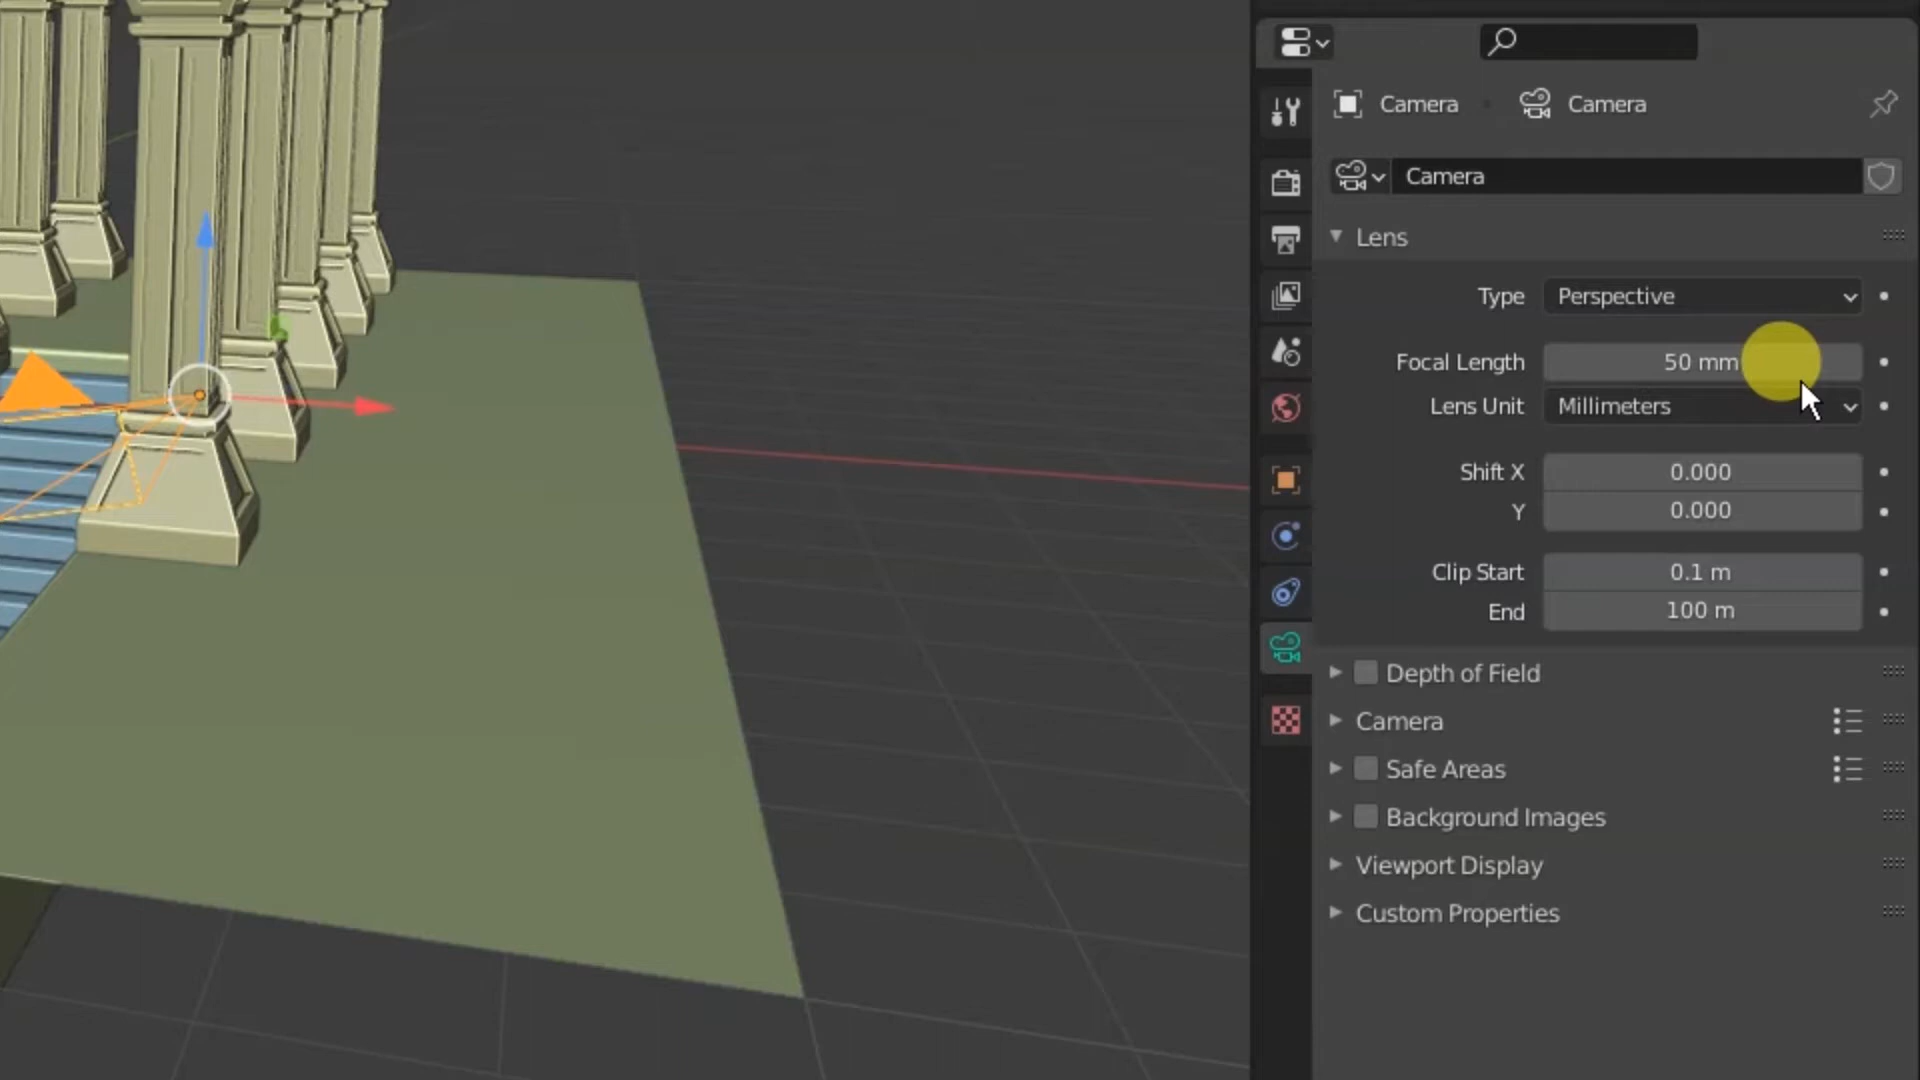 Camera Camera
Camera
Lens
Type Perspective
Focal Length 50 mm
Lens Unit Millimeters
Shift X 0.000
Y 0.000
Clip Start 0.1 m
End 100 m
Depth of Field
Camera
Safe Areas
Background Images
Viewport Display
Custom Properties